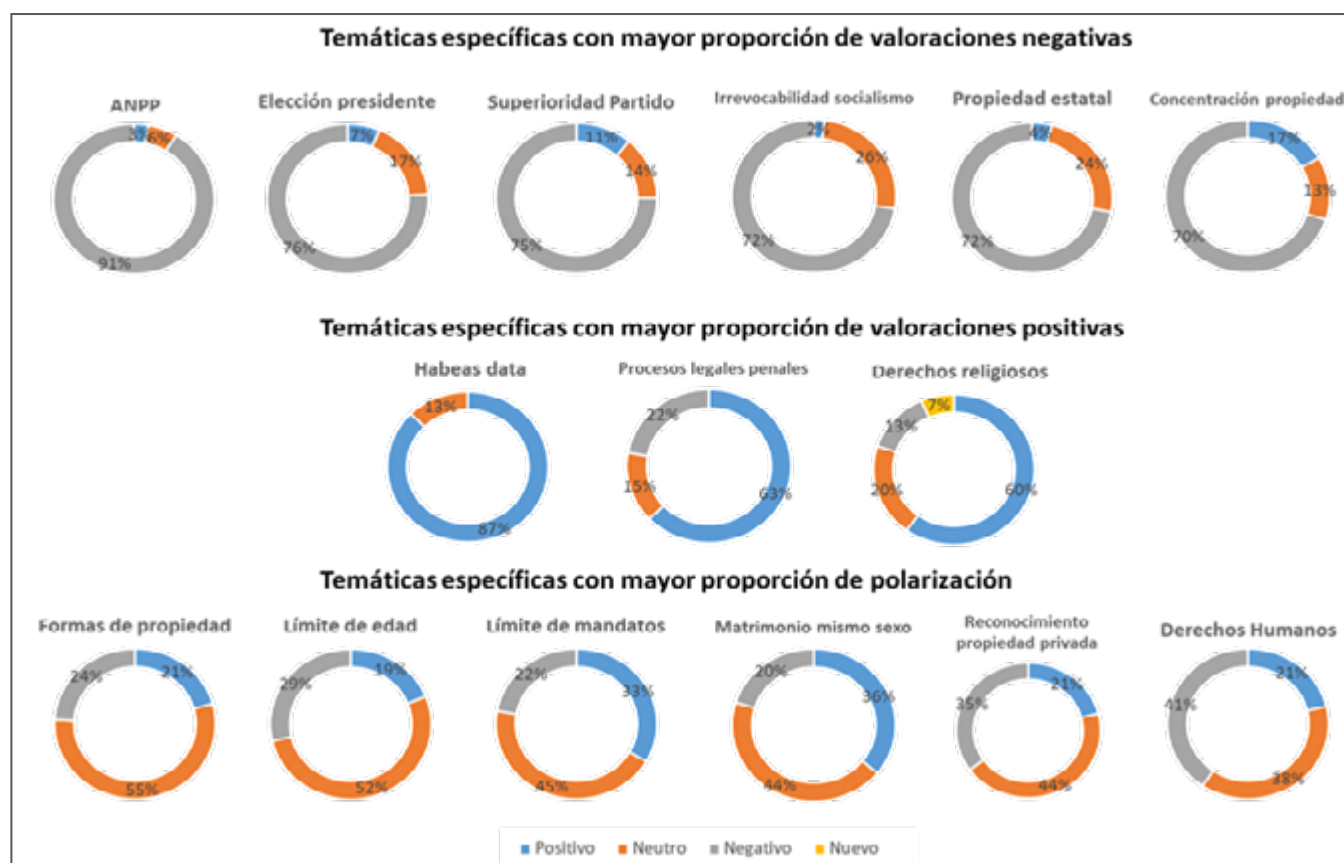 Temáticas específicas con mayor proporción de valoraciones negativas
ANPP
3%
6%
91%
Elección presidente
7%
17%
76%
Superioridad Partido
11%
14%
75%
Irrevocabilidad socialismo
2%
26%
72%
Propiedad estatal
4%
24%
72%
Concentración propiedad
17%
13%
70%
Temáticas específicas con mayor proporción de valoraciones positivas
Habeas data
13%
87%
Procesos legales penales
22%
15%
63%
Derechos religiosos
7%
13%
20%
60%
Temáticas específicas con mayor proporción de polarización
Formas de propiedad
24%
21%
55%
Límite de edad
19%
29%
52%
Límite de mandatos
22%
33%
45%
Matrimonio mismo sexo
20%
36%
44%
Reconocimiento
propiedad privada
21%
35%
44%
Derechos Humanos
21%
41%
38%
Positivo Neutro Negativo Nuevo